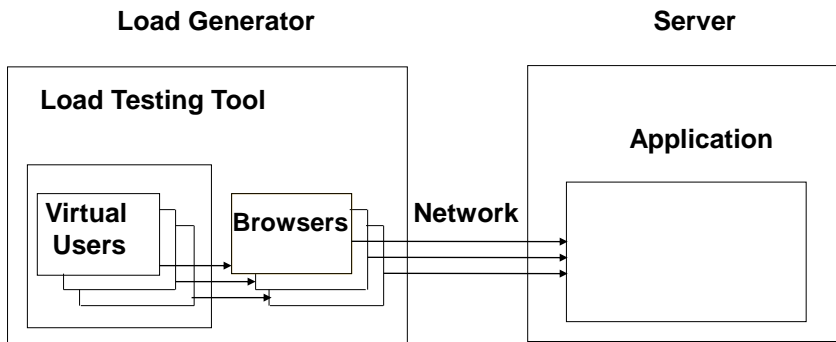 Load Generator
Server
Load Testing Tool
Application
Virtual
Users
Browsers
Network